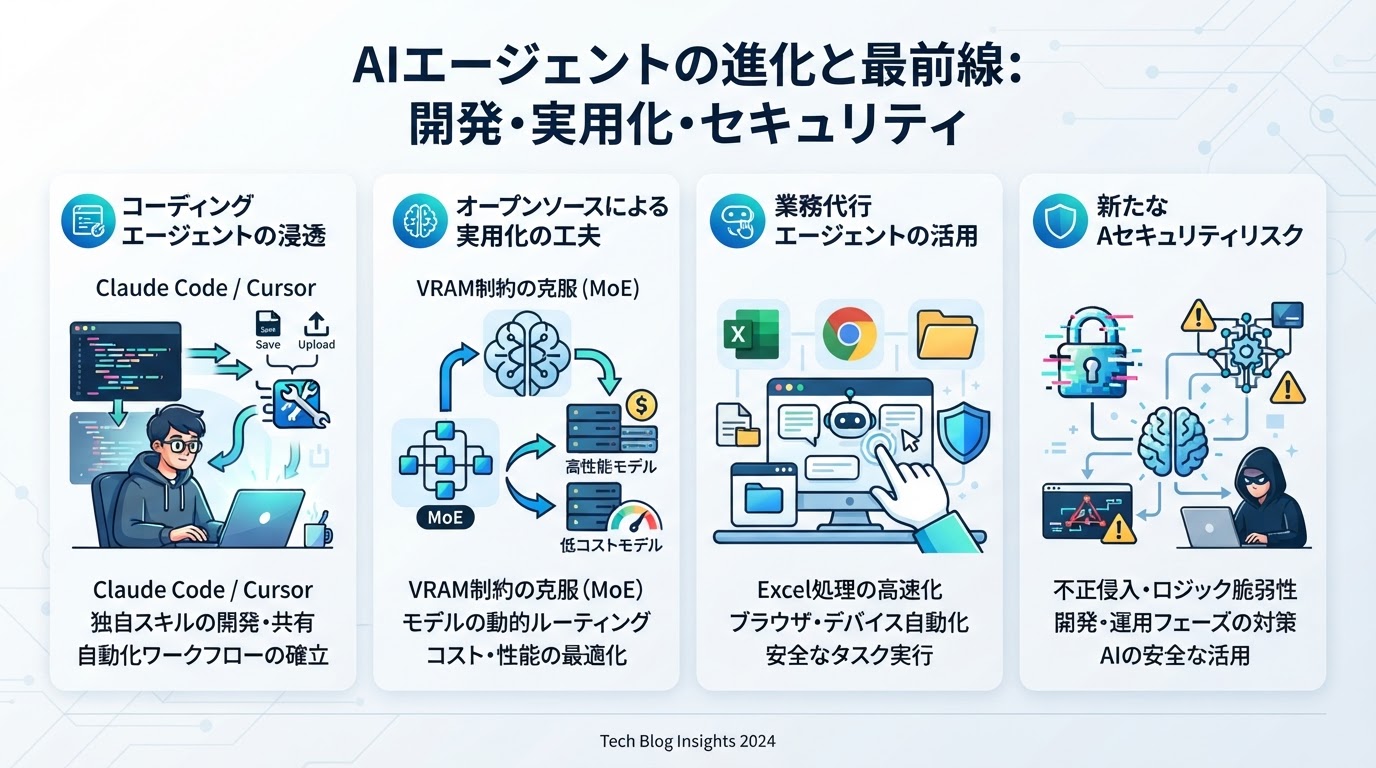 AIエージェントの進化と最前線:
開発・実用化・セキュリティ
コーディング
エージェントの浸透
Claude Code / Cursor
Save
Save
Upload
Claude Code / Cursor
独自スキルの開発・共有
自動化ワークフローの確立
オープンソースによる
実用化の工夫
VRAM制約の克服 (MoE)
$
高性能モデル
MoE
低コストモデル
VRAM制約の克服 (MoE)
モデルの動的ルーティング
コスト・性能の最適化
業務代行
エージェントの活用
X
Excel処理の高速化
ブラウザ・デバイス自動化
安全なタスク実行
新たな
Aセキュリティリスク
不正侵入・ロジック脆弱性
開発・運用フェーズの対策
AIの安全な活用
Tech Blog Insights 2024